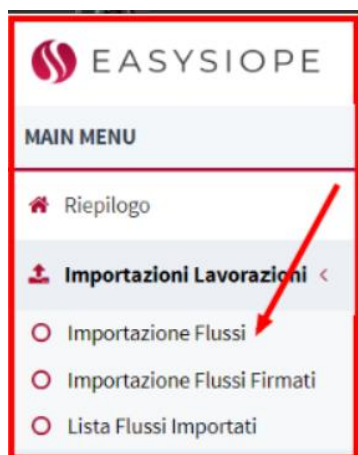 EASYSIOPE
MAIN MENU
Riepilogo
Importazioni Lavorazioni <
Importazione Flussi
Importazione Flussi Firmati
Lista Flussi Importati